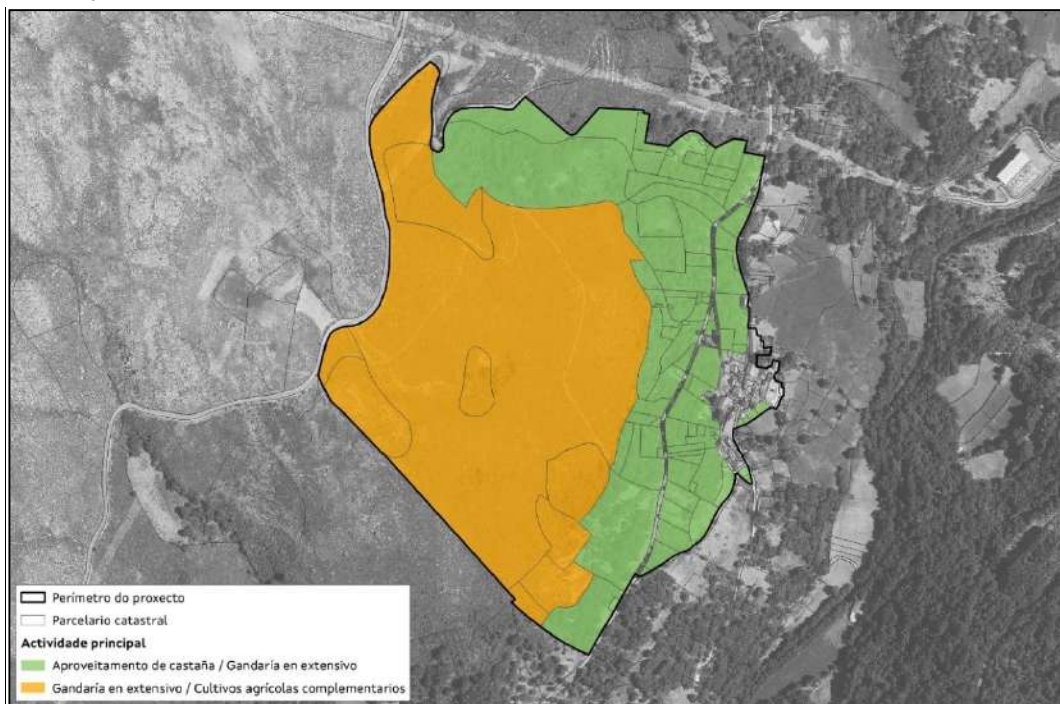 Perímetro do proxecto
Parcelario catastral
Actividade principal
Aproveitamento de castaña / Gandaría en extensivo
Gandaría en extensivo / Cultivos agrícolas complementarios